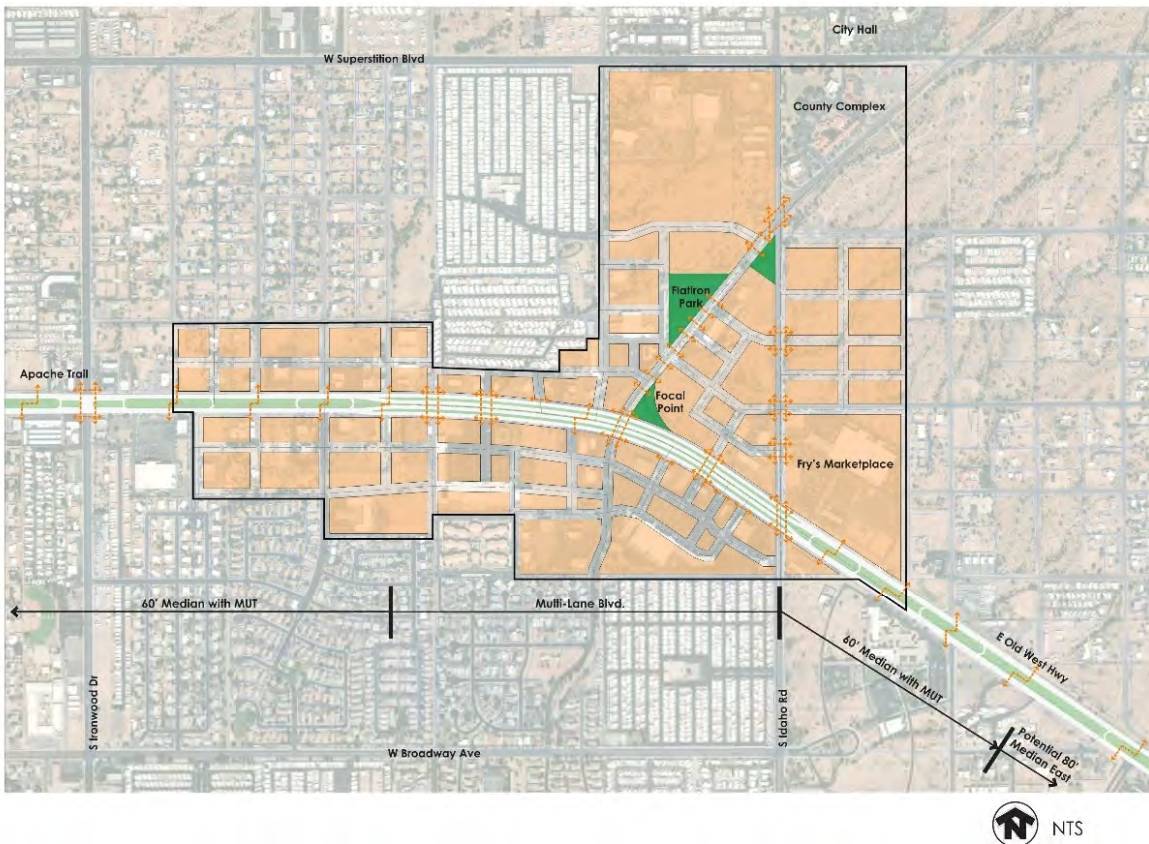 City Hall
W Superstition Blvd
County Complex
Flatiron
Park
Apache Trail
Focal
Point
Fry's Marketplace
60' Median with MUT
Multi-Lane Blvd.
60' Median with MUT
E Old West Hwy
S Ironwood Dr
S Idaho Rd
W Broadway Ave
Potential 80'
Median East
N NTS